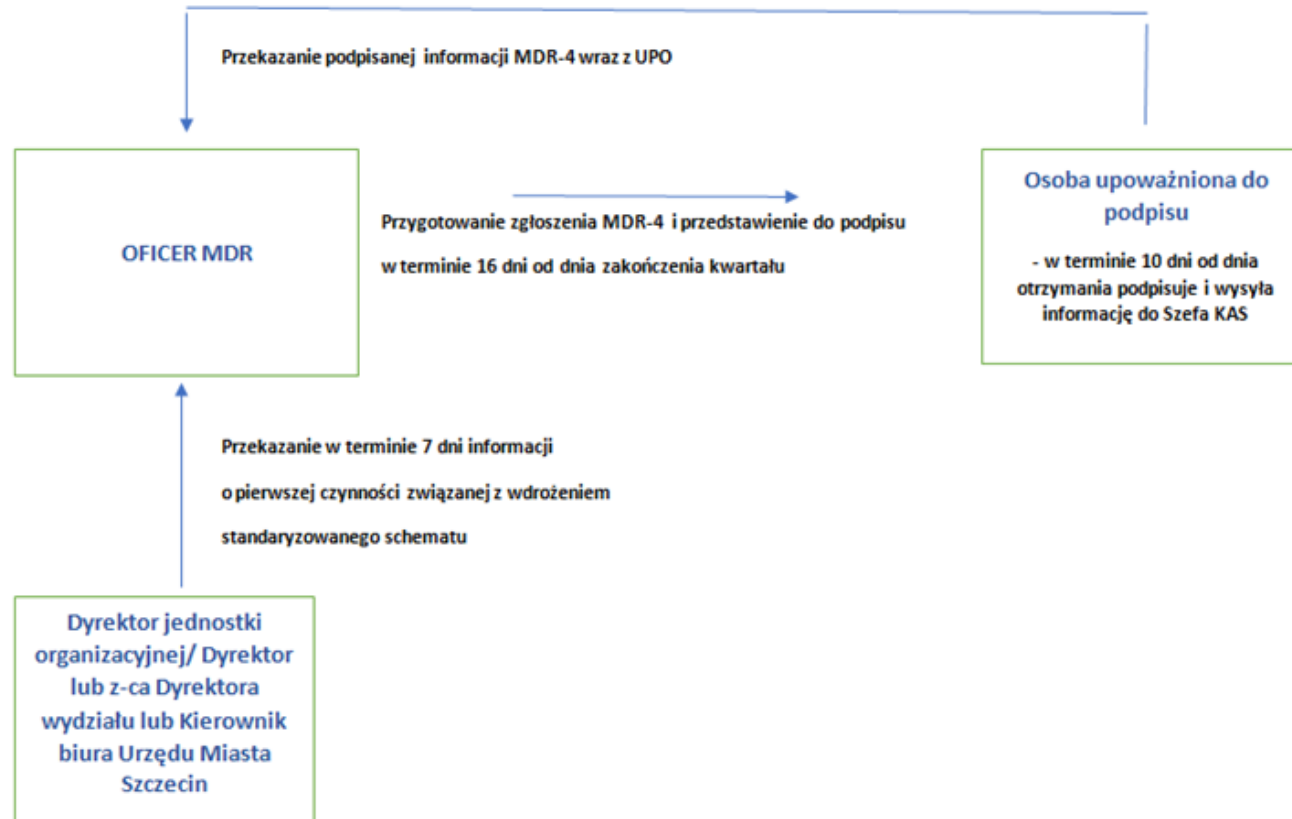 Przekazanie podpisanej informacji MDR-4 wraz z UPO
OFICER MDR
Przygotowanie zgłoszenia MDR-4 i przedstawienie do podpisu
w terminie 16 dni od dnia zakończenia kwartału
Osoba upoważniona do
podpisu
- w terminie 10 dni od dnia
otrzymania podpisuje i wysyła
informację do Szefa KAS
Przekazanie w terminie 7 dni informacji
o pierwszej czynności związanej z wdrożeniem
standaryzowanego schematu
Dyrektor jednostki
organizacyjnej/ Dyrektor
lub z-ca Dyrektora
wydziału lub Kierownik
biura Urzędu Miasta
Szczecin